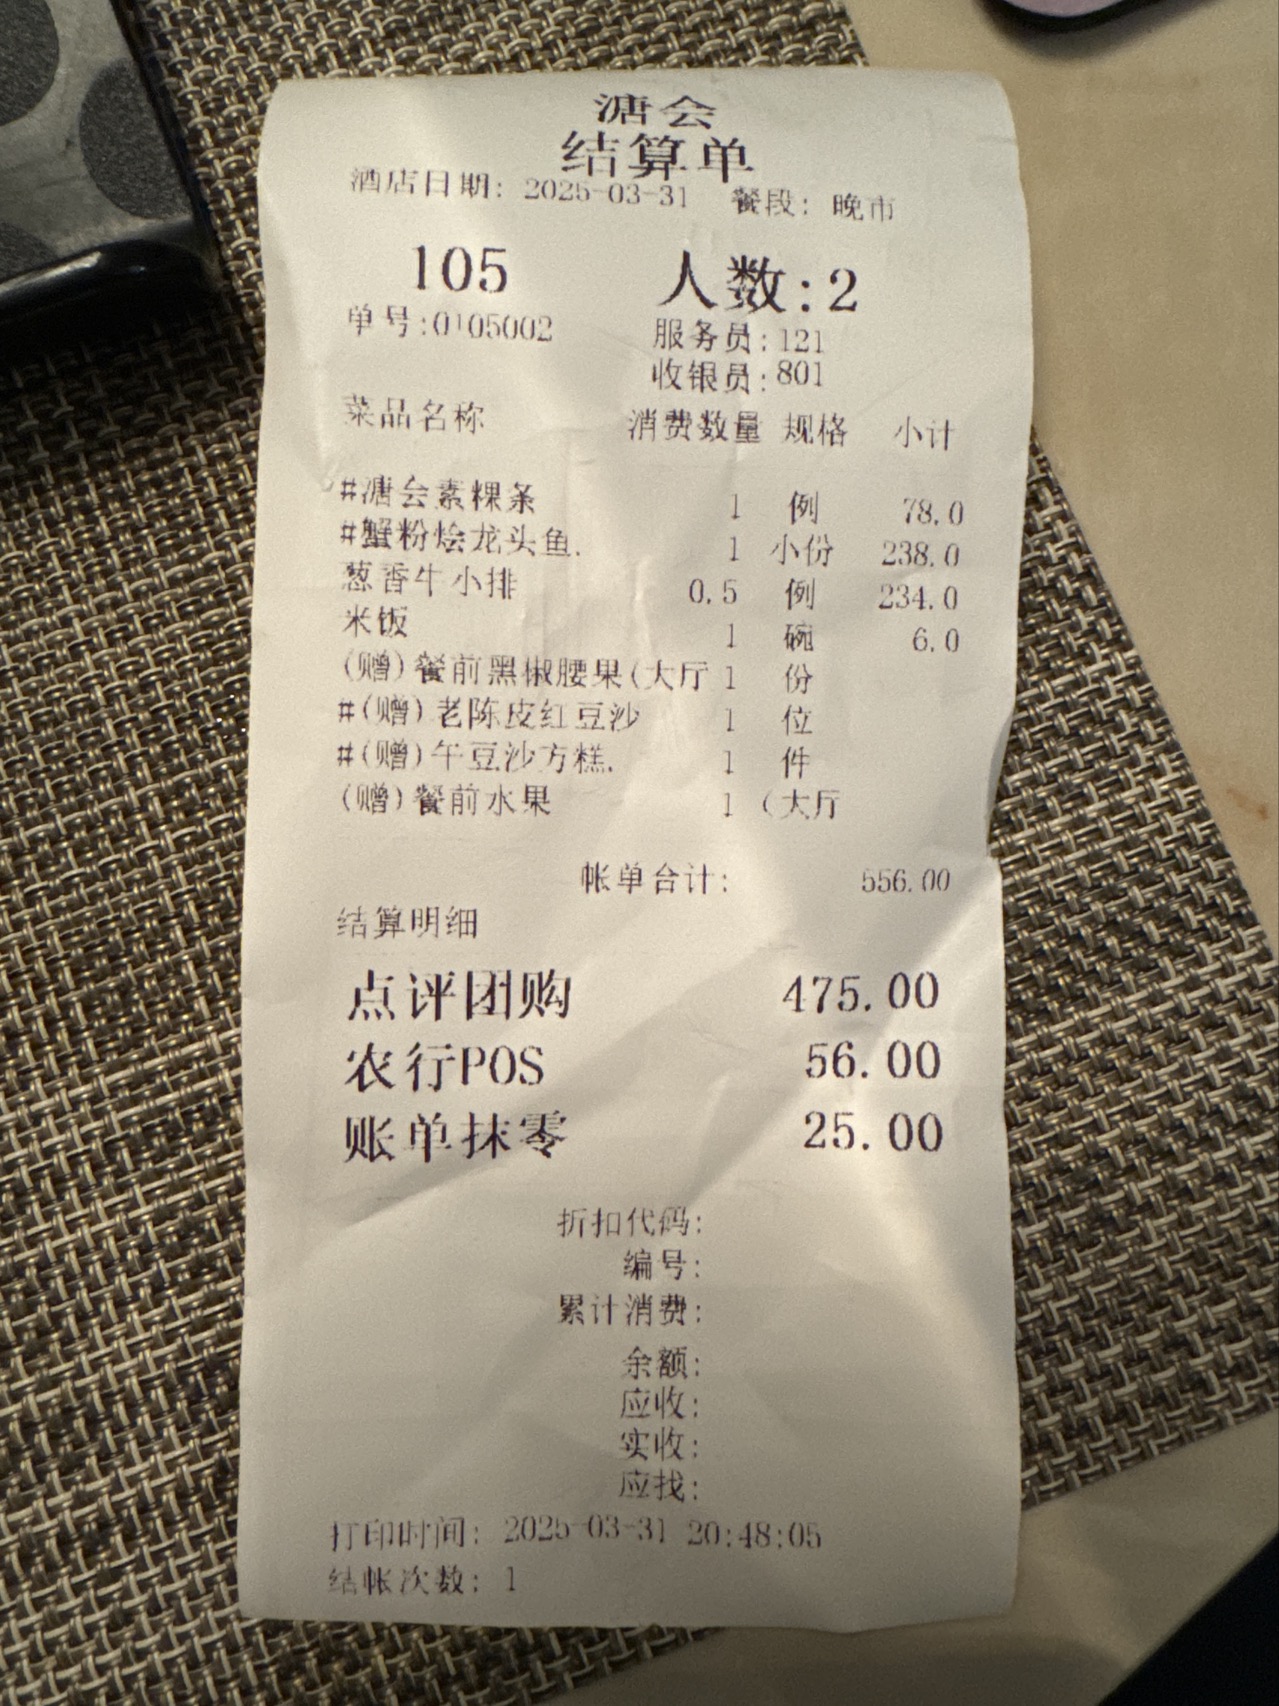 溏会
结算单
酒店日期: 2025-03-31 餐段: 晚市
105 人数:2
单号:0105002 服务员:121
收银员:801
菜品名称 消费数量 规格 小计
#溏会素粿条 1 例 78.0
#蟹粉烩龙头鱼. 1 小份 238.0
葱香牛小排 0.5 例 234.0
米饭 1 碗 6.0
(赠)餐前黑椒腰果(大厅 1 份
#(赠)老陈皮红豆沙 1 位
#(赠)午豆沙方糕. 1 件
(赠)餐前水果 1 (大厅
帐单合计: 556.00
结算明细
点评团购 475.00
农行POS 56.00
账单抹零 25.00
折扣代码:
编号:
累计消费:
余额:
应收:
实收:
应找:
打印时间: 2025-03-31 20:48:05
结帐次数: 1